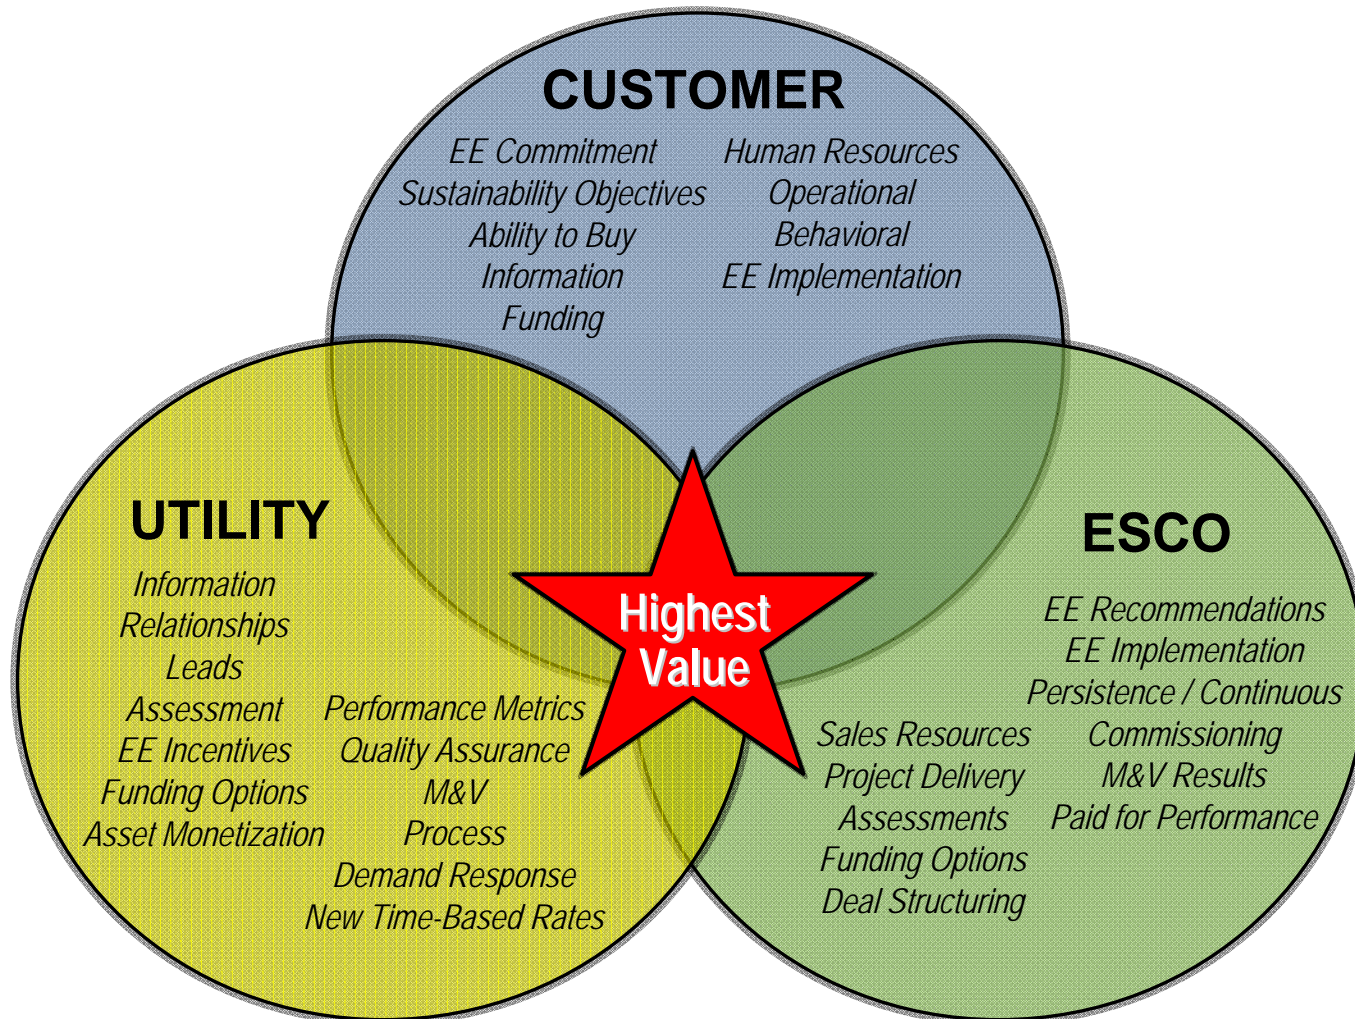 CUSTOMER
EE Commitment
Sustainability Objectives
Ability to Buy
Information
Funding
Human Resources
Operational
Behavioral
EE Implementation
UTILITY
Information
Relationships
Leads
Assessment
EE Incentives
Funding Options
Asset Monetization
Performance Metrics
Quality Assurance
M&V
Process
Demand Response
New Time-Based Rates
Highest
Value
ESCO
Sales Resources
Project Delivery
Assessments
Funding Options
Deal Structuring
EE Recommendations
EE Implementation
Persistence / Continuous
Commissioning
M&V Results
Paid for Performance